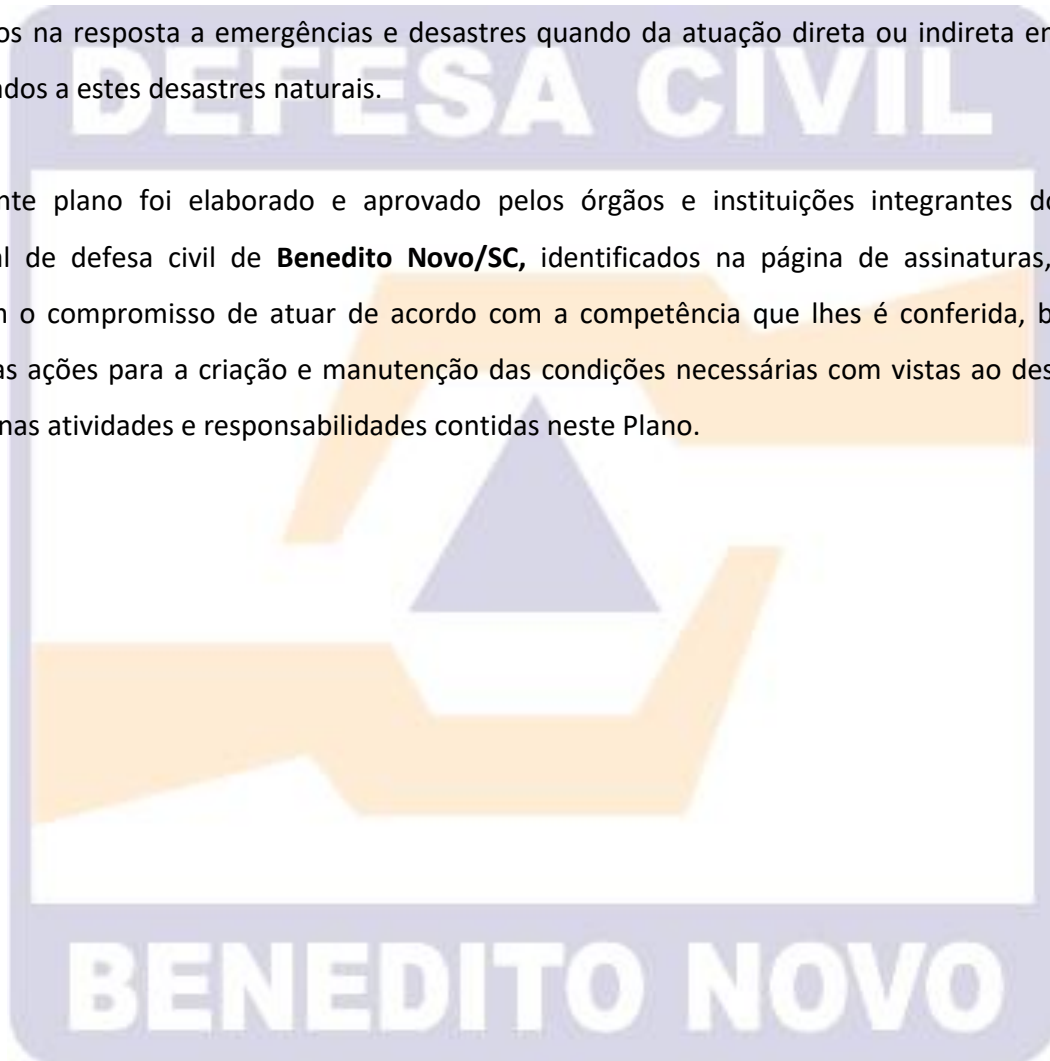 os na resposta a emergências e desastres quando da atuação direta ou indireta en
DEFESA CIVIL
ados a estes desastres naturais.
nte plano foi elaborado e aprovado pelos órgãos e instituições integrantes do
al de defesa civil de Benedito Novo/SC, identificados na página de assinaturas,
o compromisso de atuar de acordo com a competência que lhes é conferida, b
as ações para a criação e manutenção das condições necessárias com vistas ao des
nas atividades e responsabilidades contidas neste Plano.
BENEDITO NOVO